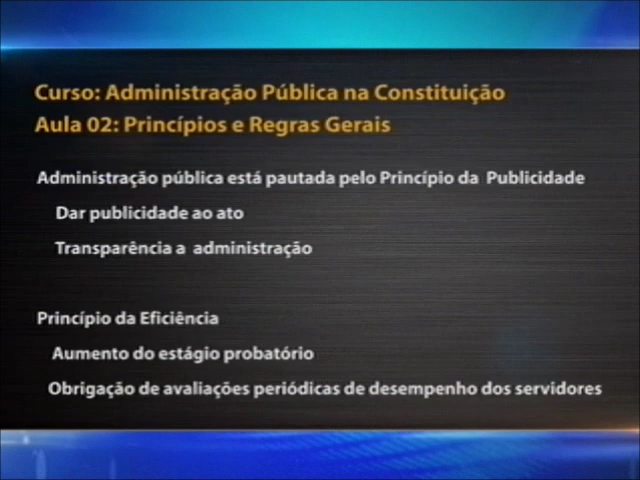 Curso: Administração Pública na Constituição
Aula 02: Princípios e Regras Gerais
Administração pública está pautada pelo Princípio da Publicidade
Dar publicidade ao ato
Transparência a administração
Princípio da Eficiência
Aumento do estágio probatório
Obrigação de avaliações periódicas de desempenho dos servidores